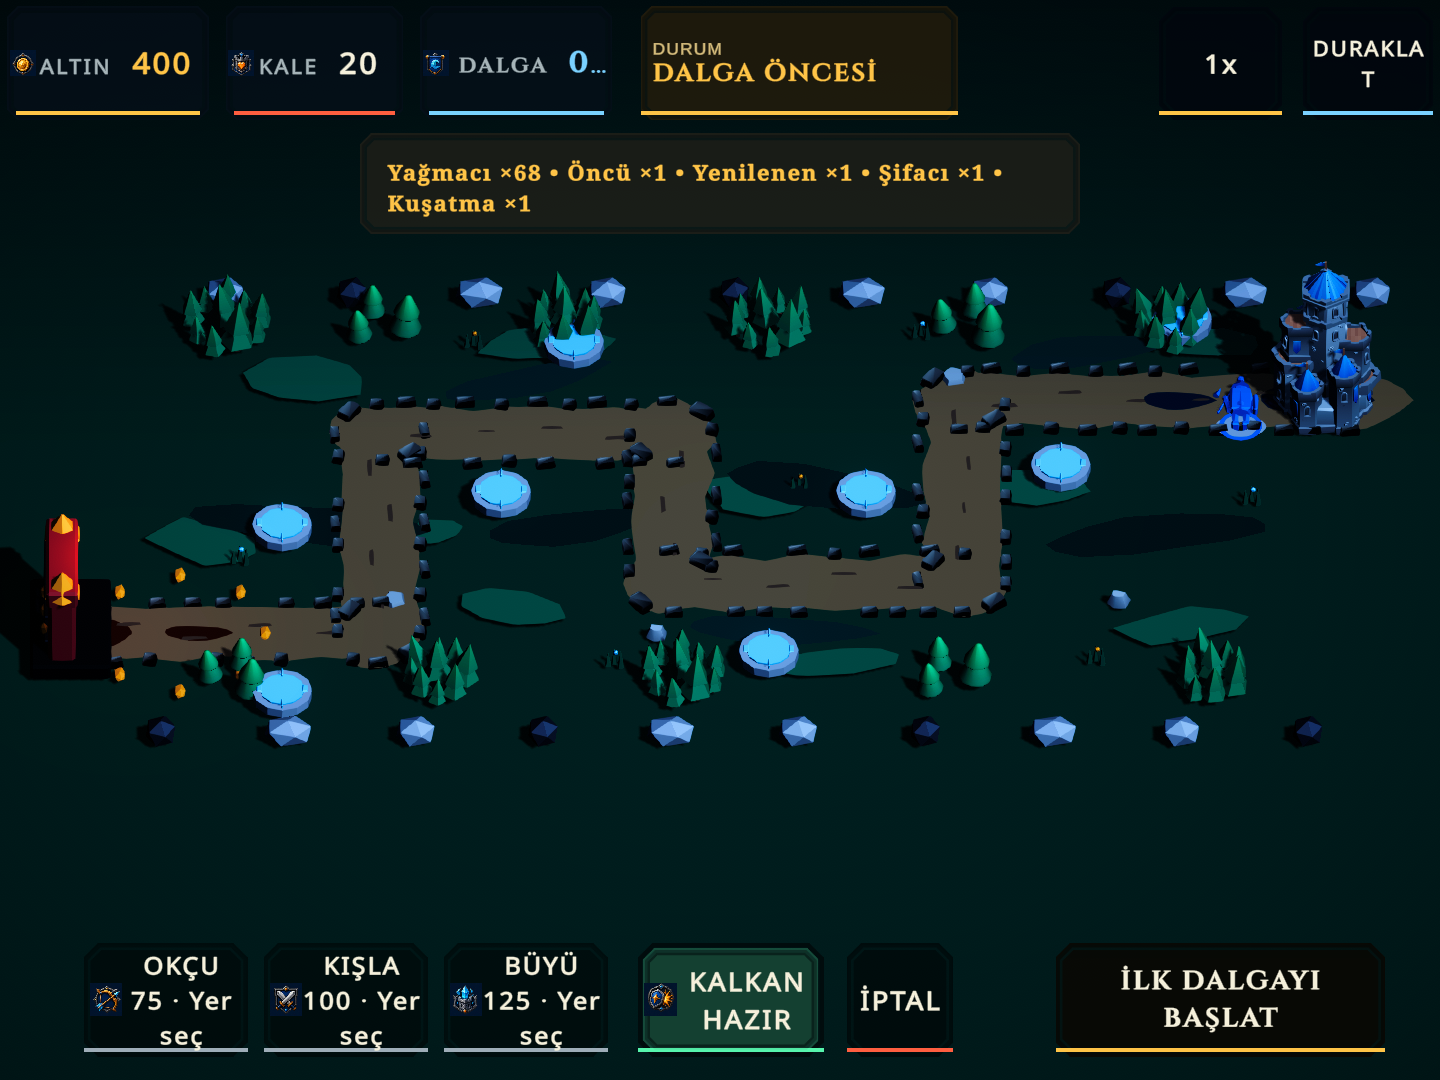 ALTIN 400
KALE 20
DALGA 0...
DURUM
DALGA ÖNCESİ
1x
DURAKLA
T
Yağmacı ×68 • Öncü ×1 • Yenilenen ×1 • Şifacı ×1 •
Kuşatma ×1
OKÇU
75 · Yer
seç
KIŞLA
100 · Yer
seç
BÜYÜ
125 · Yer
seç
KALKAN
HAZIR
İPTAL
İLK DALGAYI
BAŞLAT